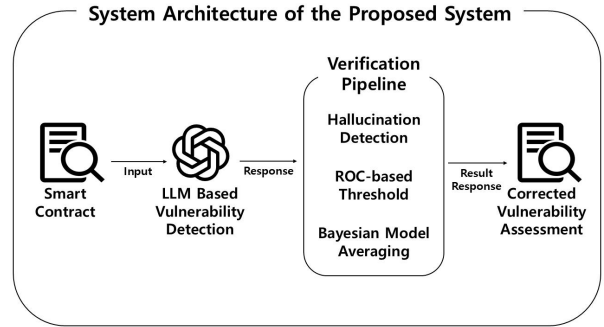 System Architecture of the Proposed System
Verification
Pipeline
Hallucination
Detection
ROC-based
Threshold
Bayesian Model
Averaging
Smart
Contract
Input
LLM Based
Vulnerability
Detection
Response
Result
Response
Corrected
Vulnerability
Assessment